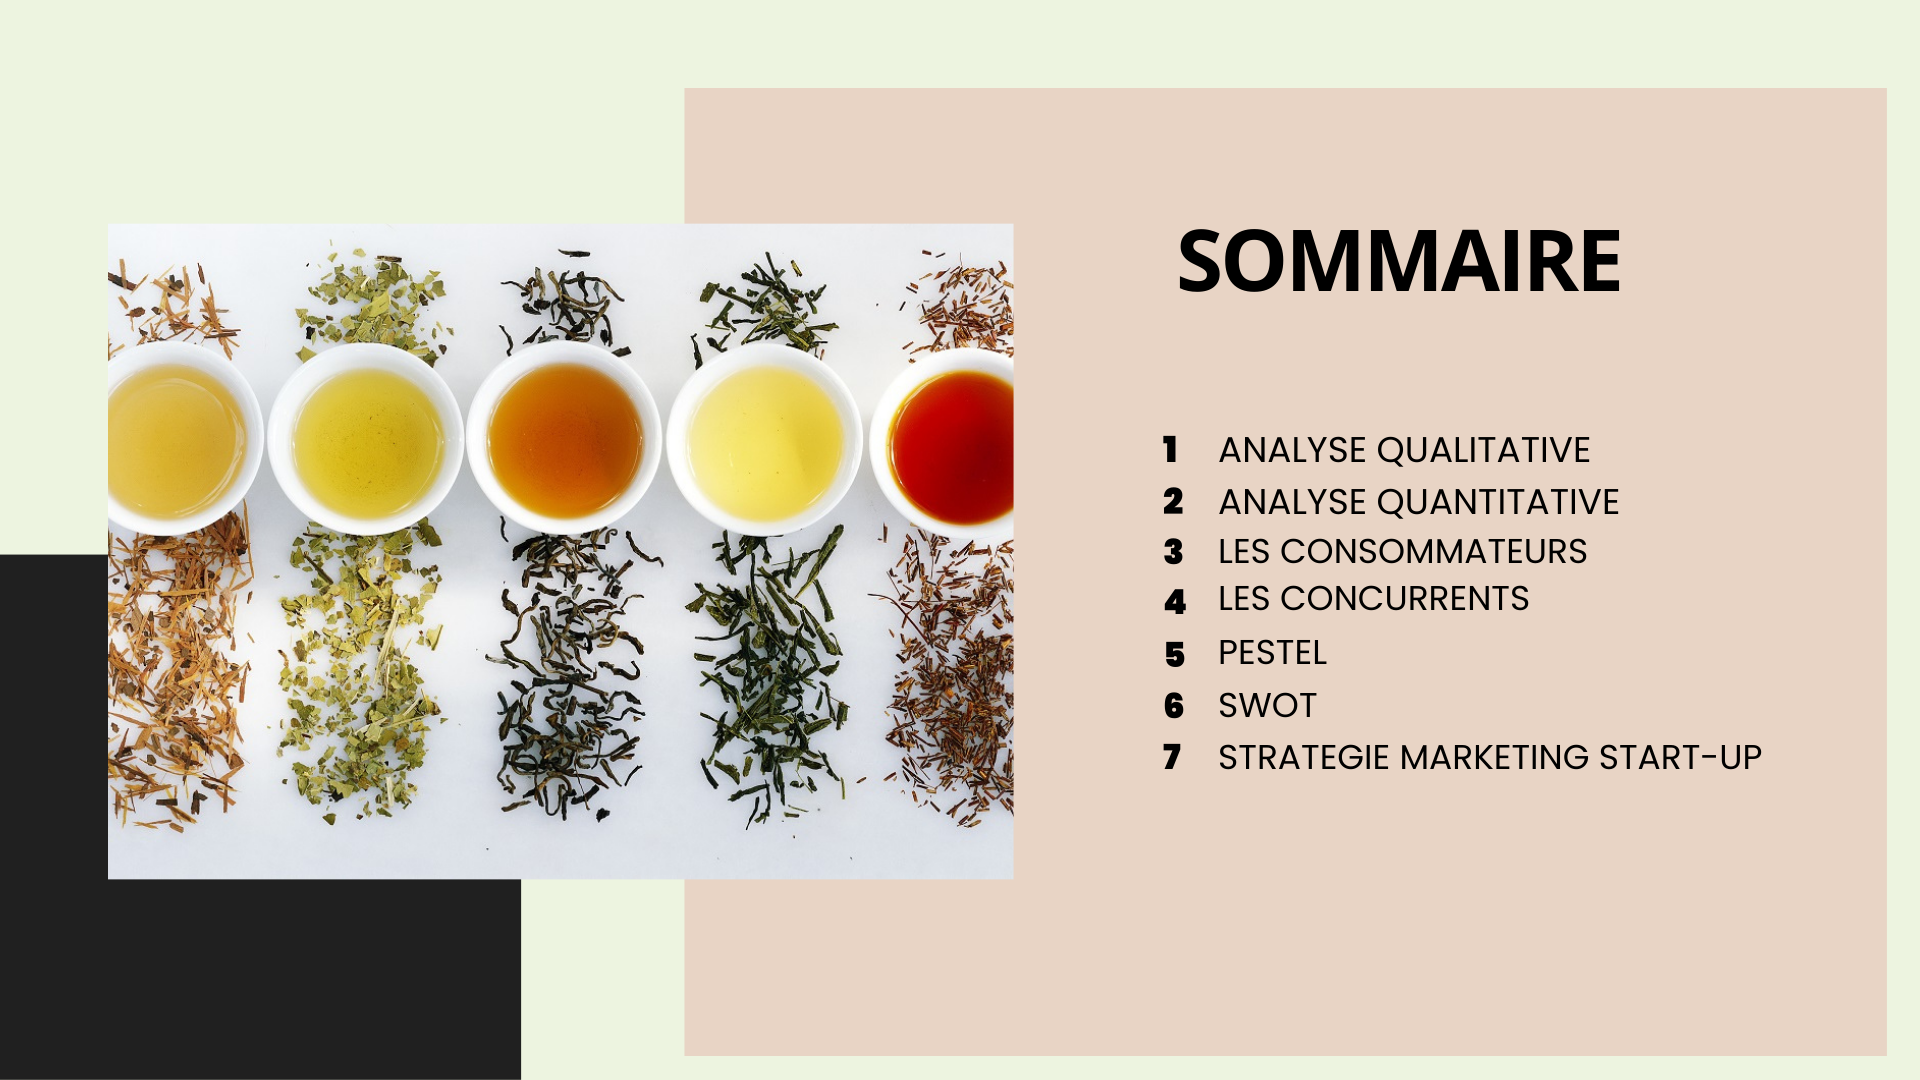 SOMMAIRE
1 ANALYSE QUALITATIVE
2 ANALYSE QUANTITATIVE
3 LES CONSOMMATEURS
4 LES CONCURRENTS
5 PESTEL
6 SWOT
7 STRATEGIE MARKETING START-UP